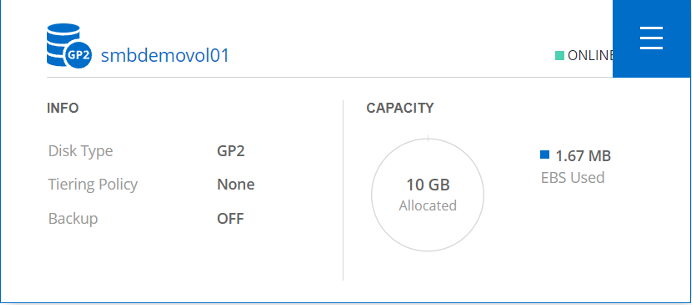 GP2
smbdemovol01
ONLINE
INFO
Disk Type GP2
Tiering Policy None
Backup OFF
CAPACITY
10 GB
Allocated
1.67 MB
EBS Used